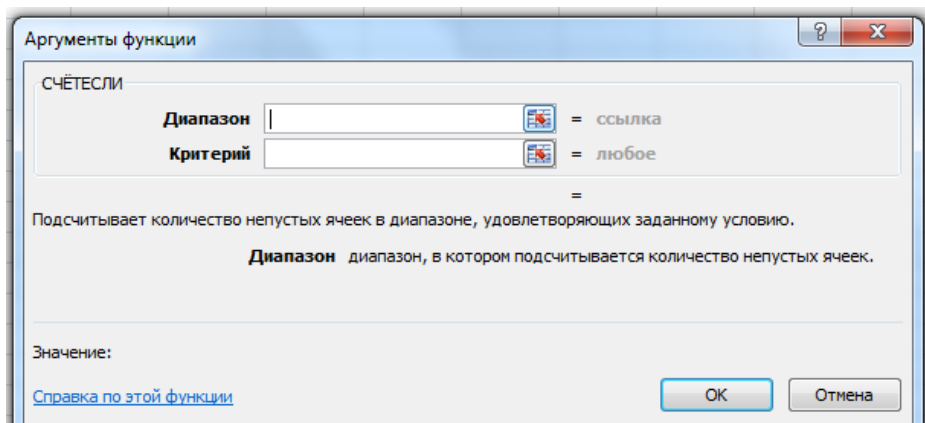 Аргументы функции
СЧЁТЕСЛИ
Диапазон = ссылка
Критерий = любое
=
Подсчитывает количество непустых ячеек в диапазоне, удовлетворяющих заданному условию.
Диапазон диапазон, в котором подсчитывается количество непустых ячеек.
Значение:
Справка по этой функции
ОК Отмена